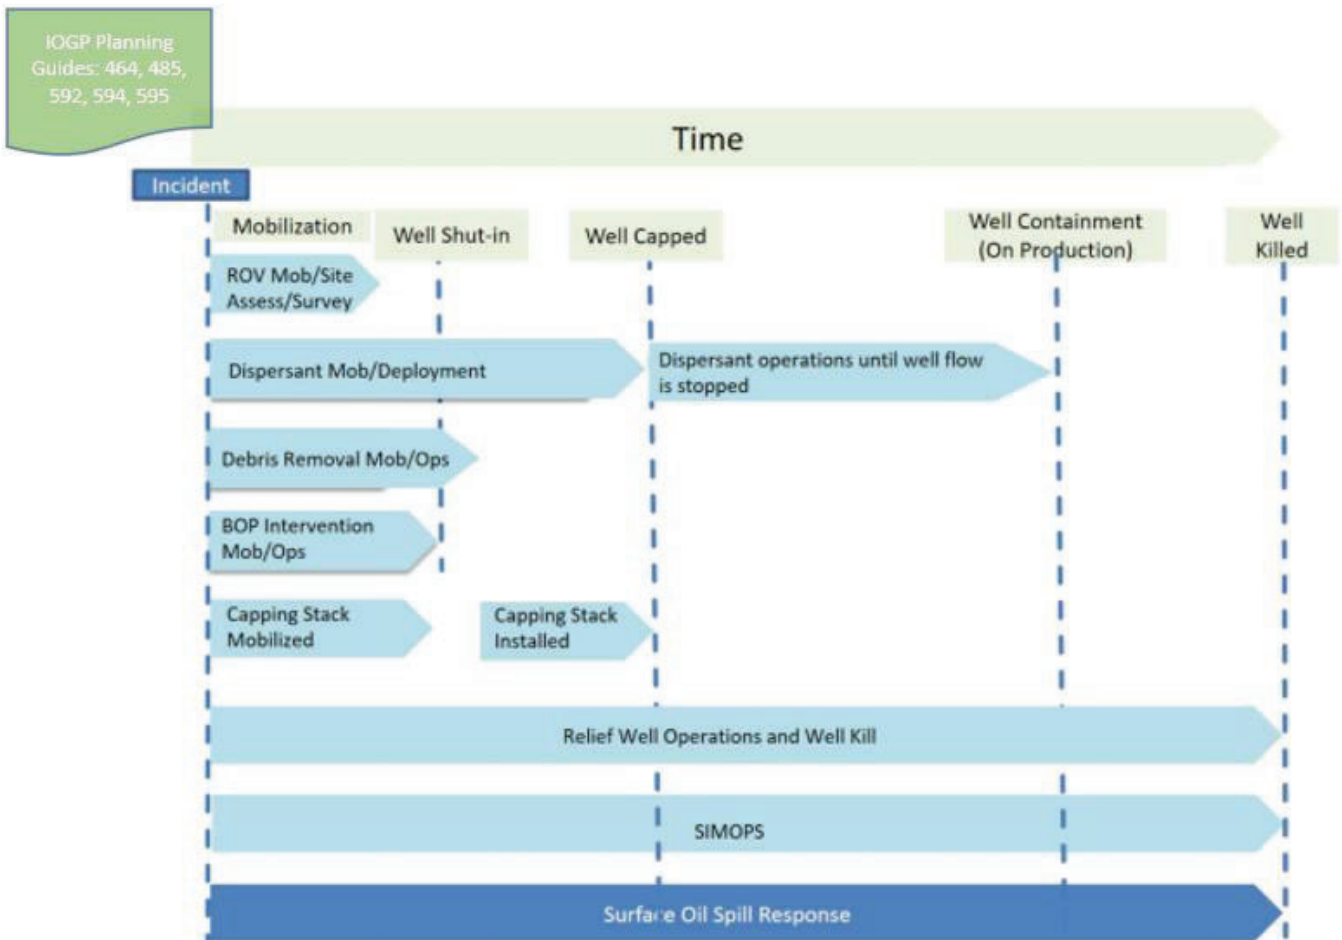 IOGP Planning
Guides: 464, 485,
592, 594, 595
Time
Incident
Mobilization
Well Shut-in
Well Capped
Well Containment
(On Production)
Well
Killed
ROV Mob/Site
Assess/Survey
Dispersant Mob/Deployment
Dispersant operations until well flow
is stopped
Debris Removal Mob/Ops
BOP Intervention
Mob/Ops
Capping Stack
Mobilized
Capping Stack
Installed
Relief Well Operations and Well Kill
SIMOPS
Surface Oil Spill Response